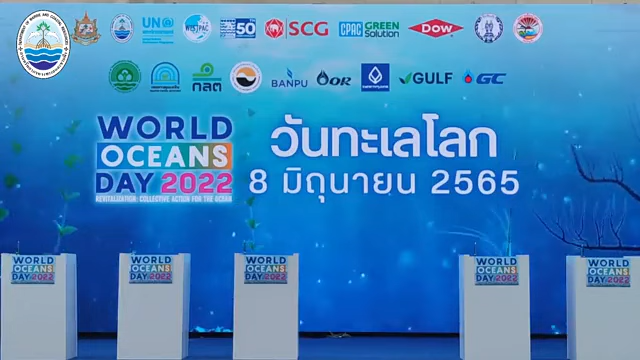 UN
WESTPAC
50
SCG
CPAC GREEN Solution
DOW
กสศ
BANPU
OR
GULF
GC
WORLD OCEANS DAY 2022
REVITALIZATION: COLLECTIVE ACTION FOR THE OCEAN
วันทะเลโลก
8 มิถุนายน 2565
WORLD OCEANS DAY 2022
WORLD OCEANS DAY 2022
WORLD OCEANS DAY 2022
WORLD OCEANS DAY 2022
WORLD OCEANS DAY 2022